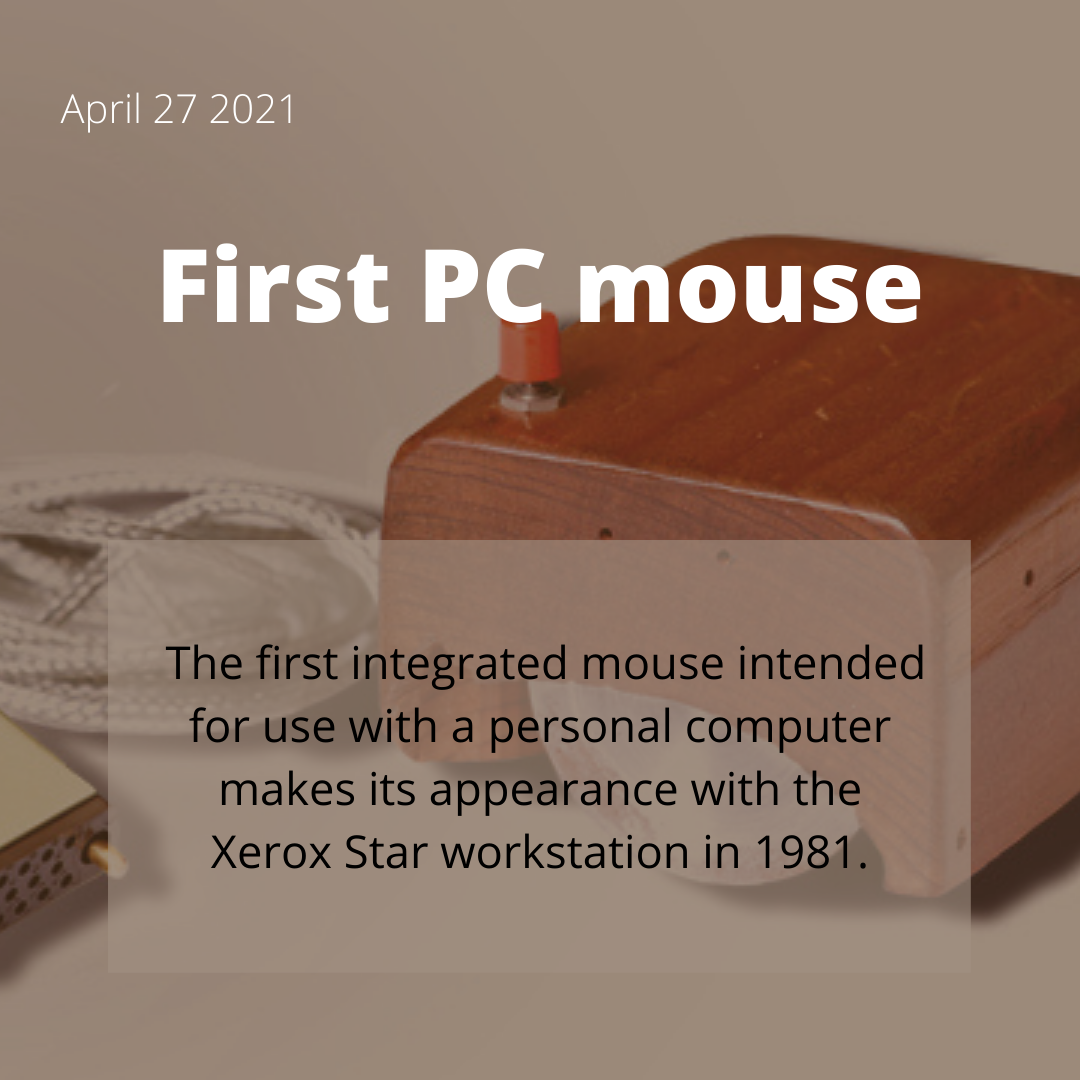 April 27 2021
First PC mouse
The first integrated mouse intended
for use with a personal computer
makes its appearance with the
Xerox Star workstation in 1981.